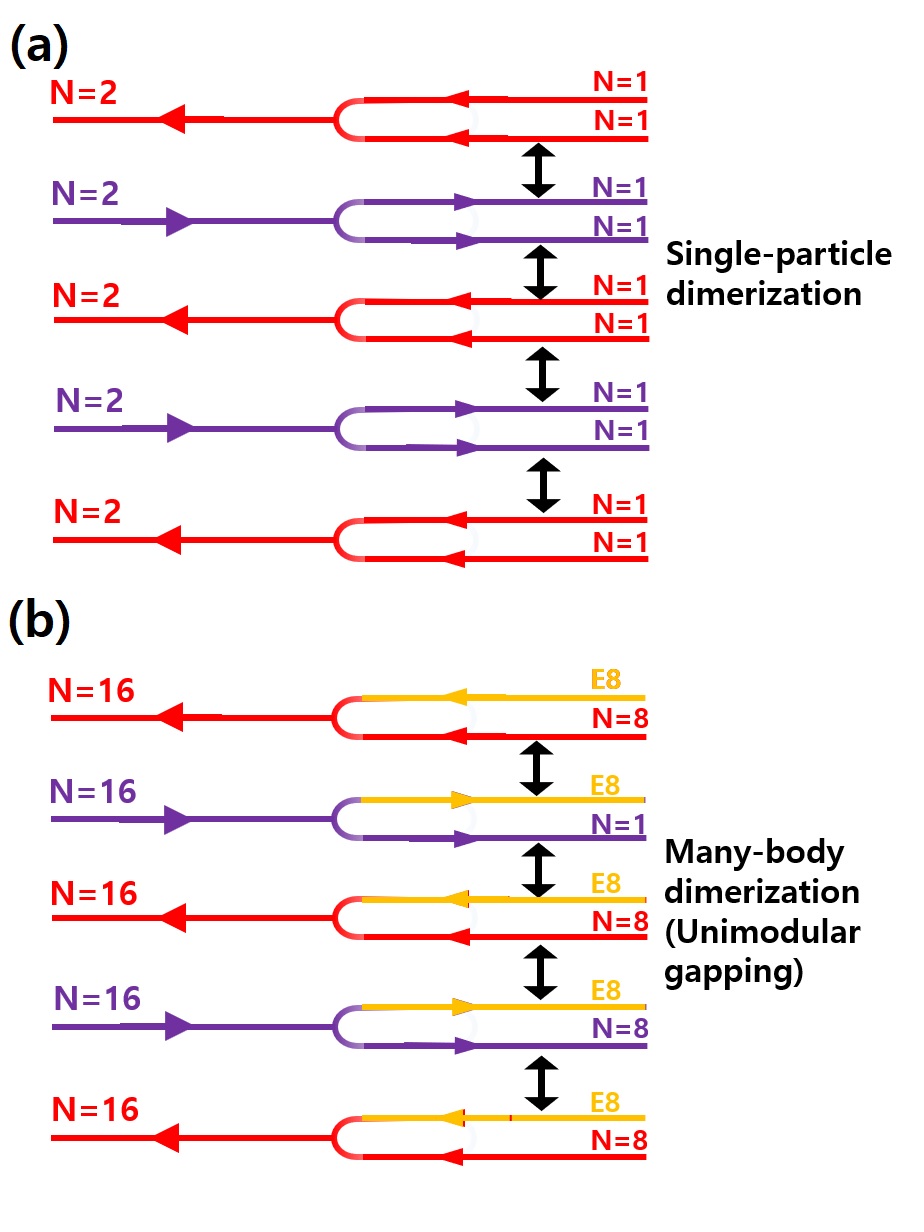 (a)
N=2
N=1
N=1
N=2
N=1
N=1
Single-particle
dimerization
N=2
N=1
N=1
N=2
N=1
N=1
N=2
N=1
N=1
(b)
N=16
E8
N=8
N=16
E8
N=1
Many-body
dimerization
(Unimodular
gapping)
N=16
E8
N=8
N=16
E8
N=8
N=16
E8
N=8